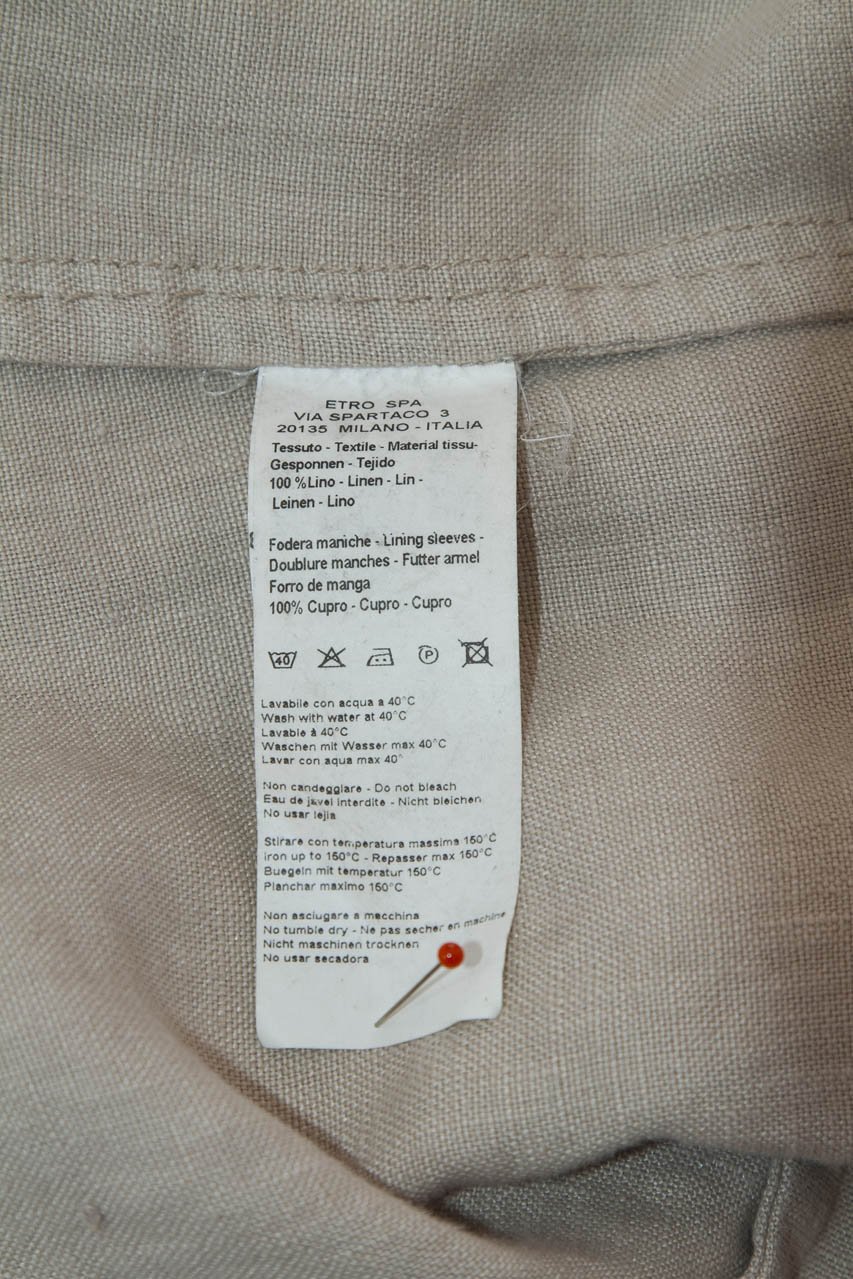 ETRO SPA
VIA SPARTACO 3
20135 MILANO - ITALIA
Tessuto - Textile - Material tissu-
Gesponnen - Tejido
100 %Lino - Linen - Lin -
Leinen - Lino
Fodera maniche - Lining sleeves -
Doublure manches - Futter armel
Forro de manga
100% Cupro - Cupro - Cupro
40 P
Lavabile con acqua a 40°C
Wash with water at 40°C
Lavable à 40°C
Waschen mit Wasser max 40°C
Lavar con aqua max 40°
Non candeggiare - Do not bleach
Eau de javel interdite - Nicht bleichen
No usar lejia
Stirare con temperatura massima 150°C
iron up to 150°C - Repasser max 150°C
Buegeln mit temperatur 150°C
Planchar maximo 150°C
Non asciugare a macchina
No tumble dry - Ne pas secher en machine
Nicht maschinen trocknen
No usar secadora